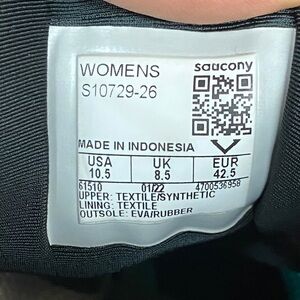 WOMENS saucony
S10729-26
MADE IN INDONESIA
USA UK EUR
10.5 8.5 42.5
61510 01/22 4700536958
UPPER: TEXTILE/SYNTHETIC
LINING: TEXTILE
OUTSOLE: EVA/RUBBER